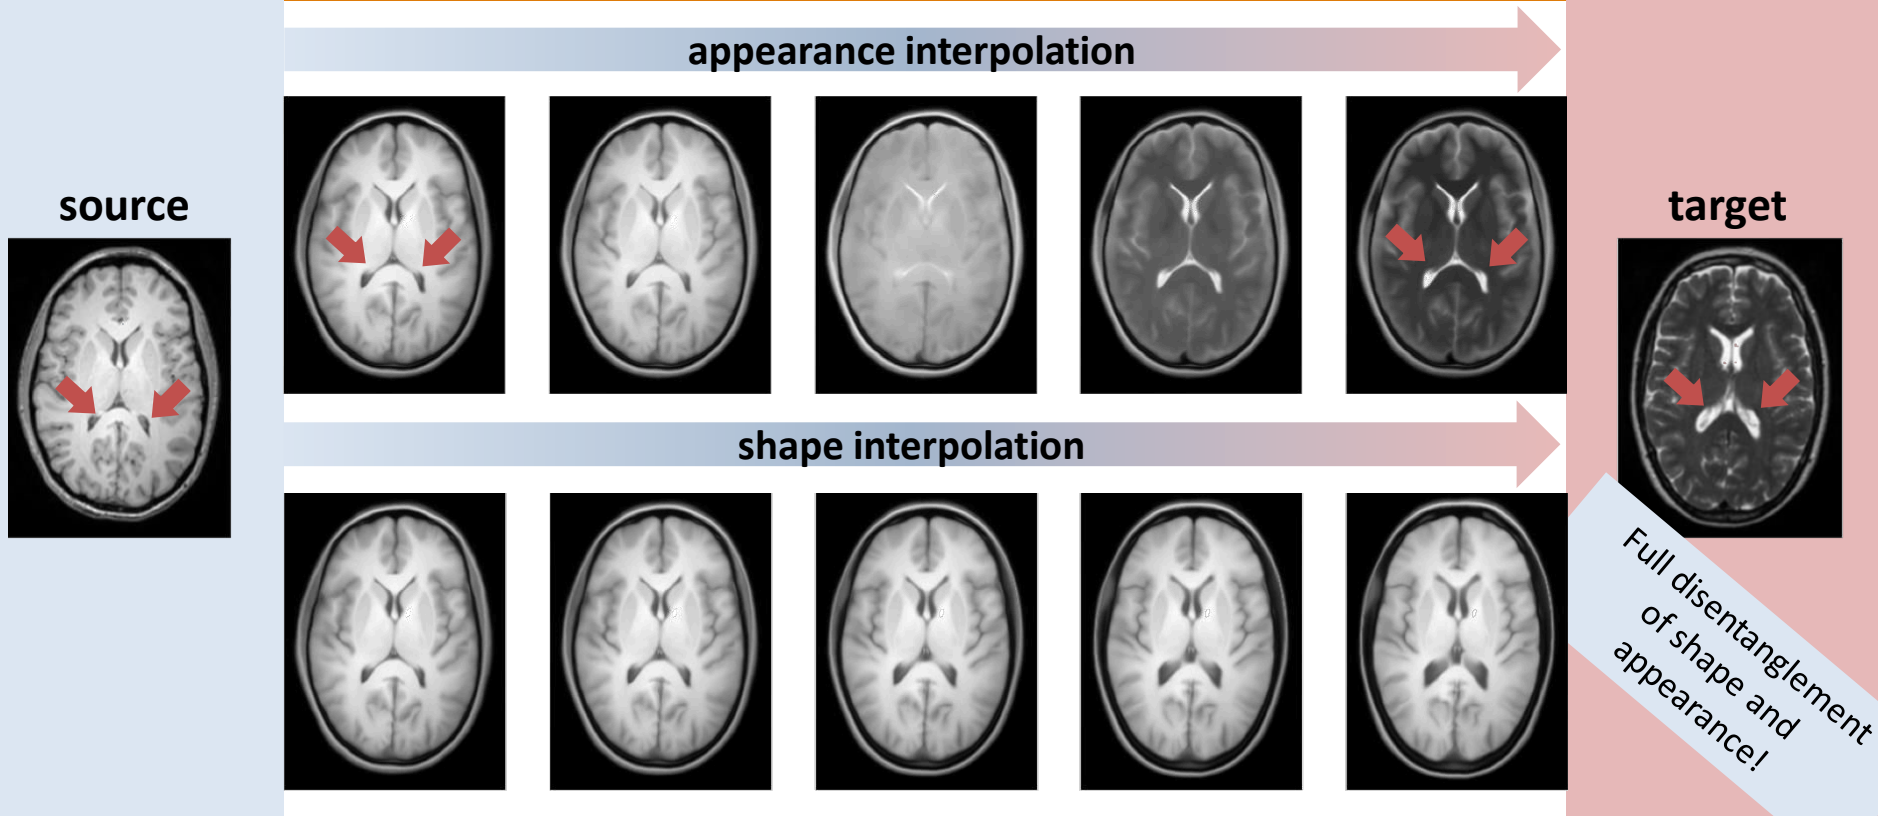 appearance interpolation
source
target
shape interpolation
Full disentanglement
of shape and
appearance!